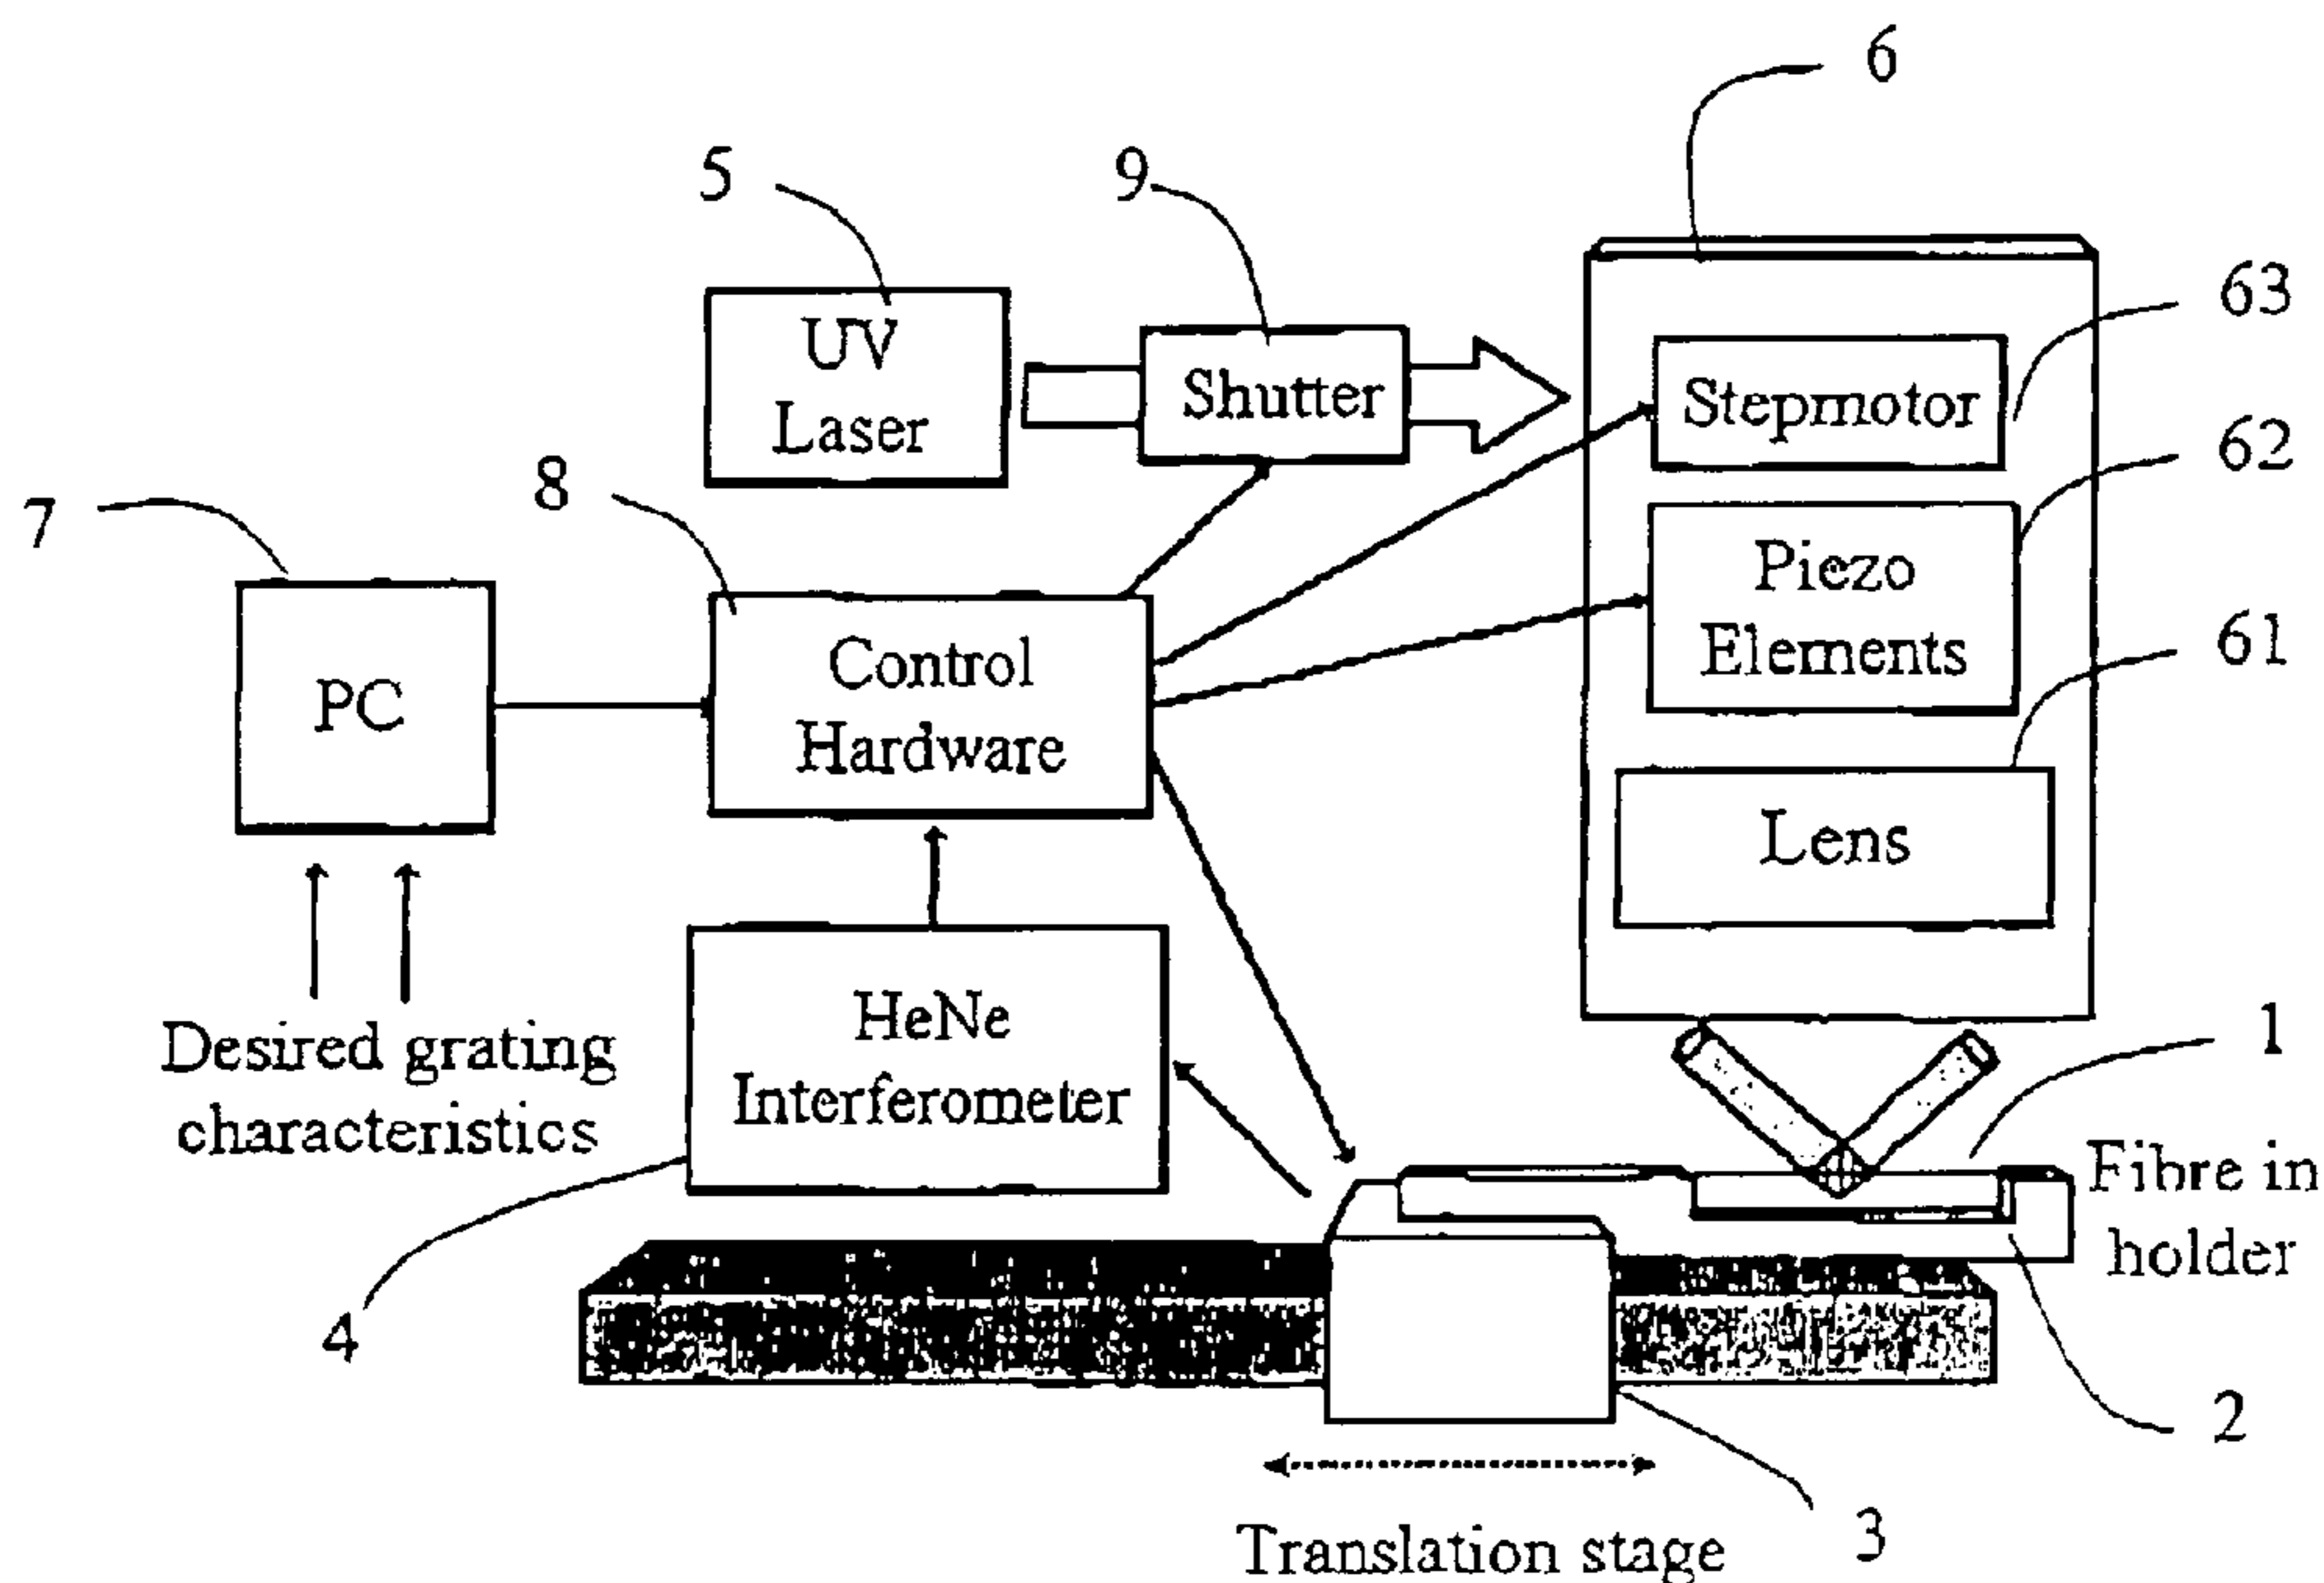 6
5
9
63
UV
Laser
Shutter
Stepmotor
62
8
7
Piezo
Elements
61
Control
Hardware
PC
Lens
HeNe
Interferometer
1
Desired grating
characteristics
Fibre in
holder
4
2
3
Translation stage